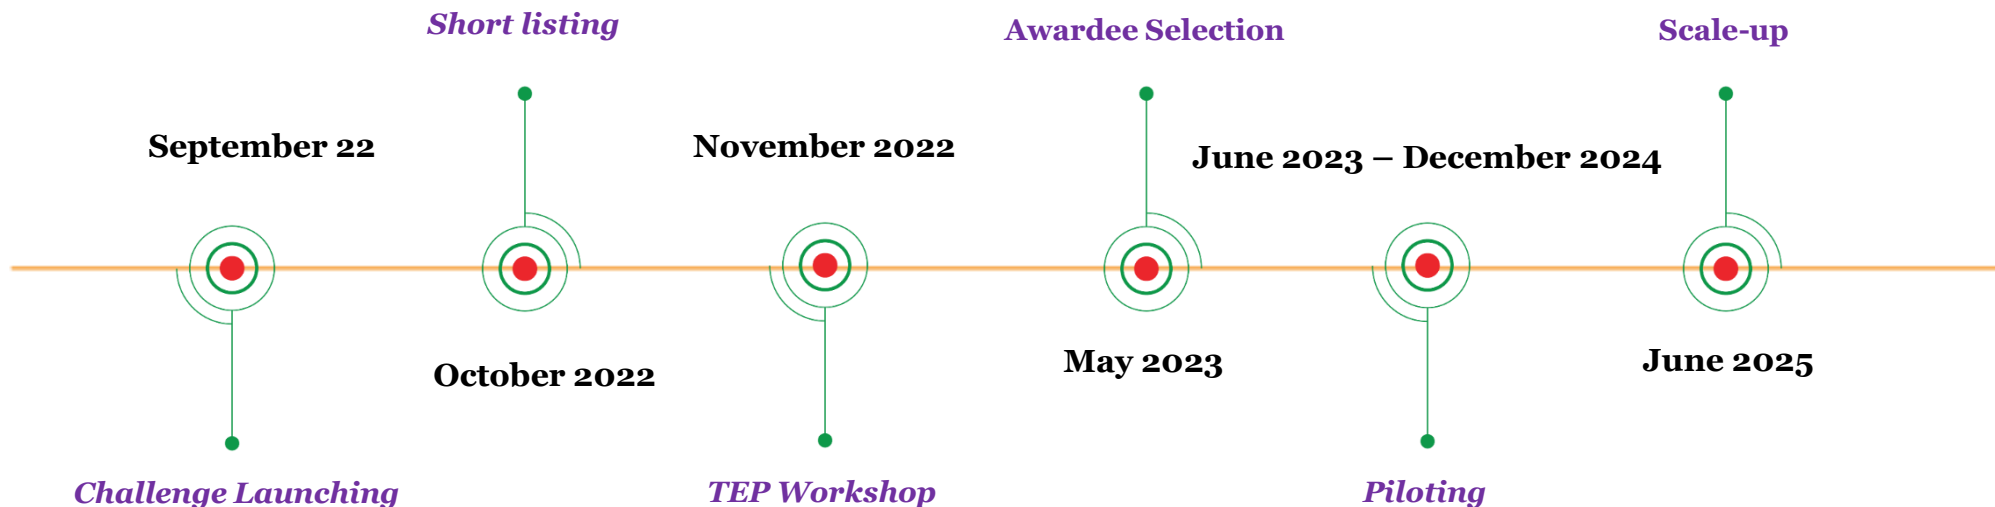 Short listing
Awardee Selection
Scale-up
September 22
November 2022
June 2023 – December 2024
October 2022
May 2023
June 2025
Challenge Launching
TEP Workshop
Piloting